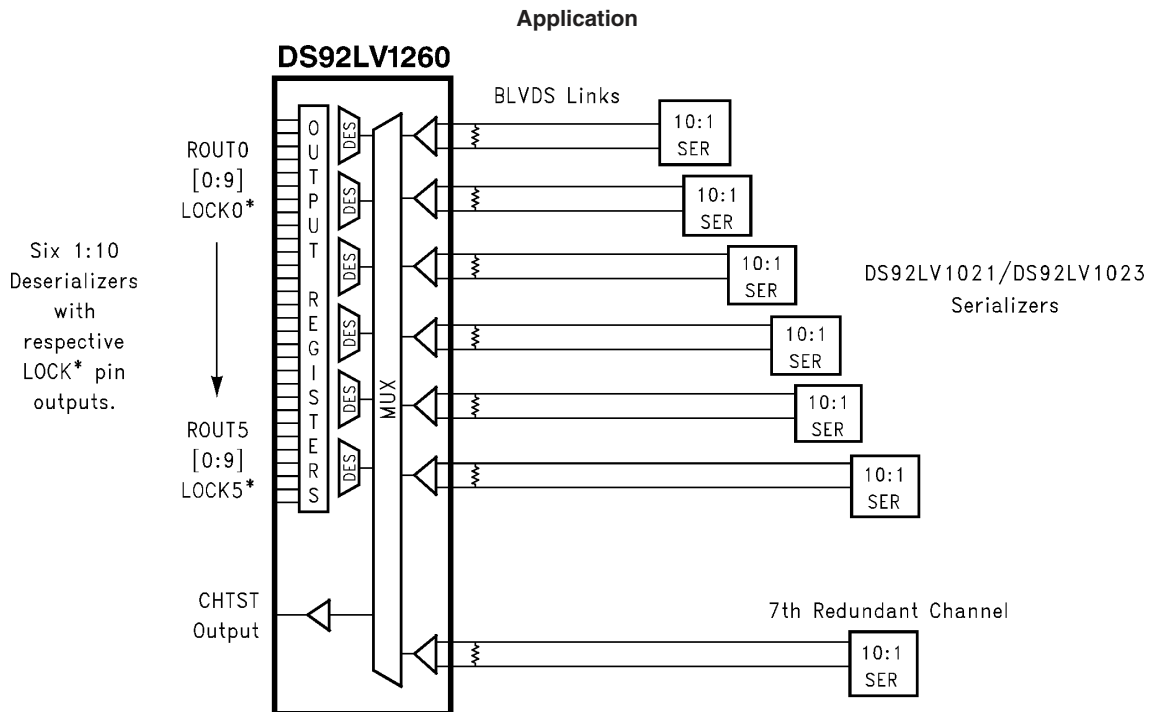 Application
DS92LV1260
BLVDS Links
10:1
SER
10:1
SER
10:1
SER
10:1
SER
10:1
SER
10:1
SER
DS92LV1021/DS92LV1023
Serializers
ROUT0
[0:9]
LOCK0*
Six 1:10
Deserializers
with
respective
LOCK* pin
outputs.
ROUT5
[0:9]
LOCK5*
OUTPUT REGISTERS
DES
DES
DES
DES
DES
DES
MUX
CHTST
Output
7th Redundant Channel
10:1
SER